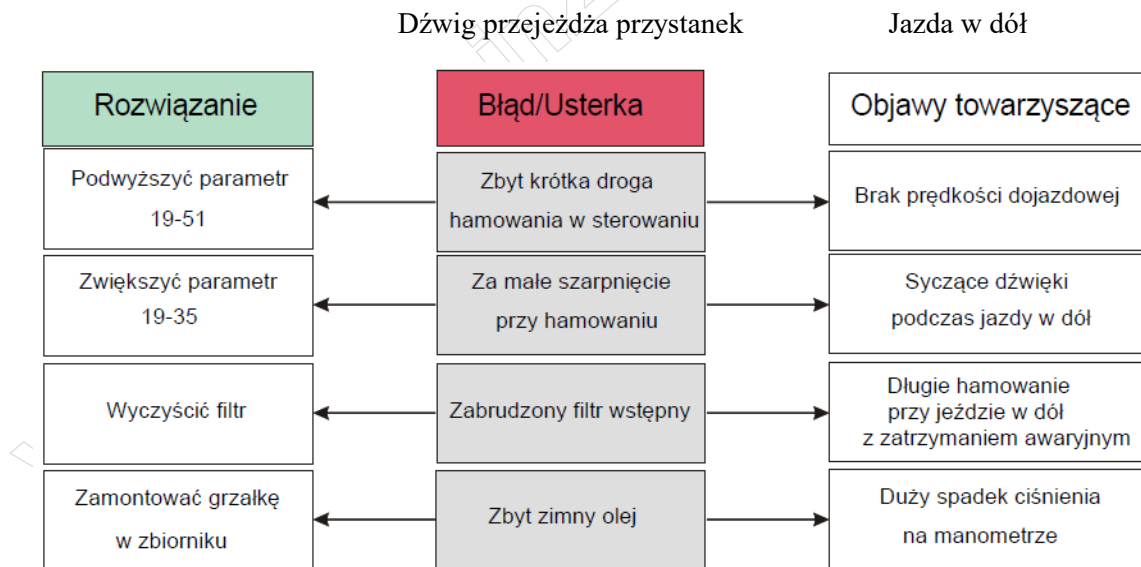 Dźwig przejeżdża przystanek
Jazda w dół
Rozwiązanie
Błąd/Usterka
Objawy towarzyszące
Podwyższyć parametr
19-51
Zbyt krótka droga
hamowania w sterowaniu
Brak prędkości dojazdowej
Zwiększyć parametr
19-35
Za małe szarpnięcie
przy hamowaniu
Syczące dźwięki
podczas jazdy w dół
Wyczyścić filtr
Zabrudzony filtr wstępny
Długie hamowanie
przy jeździe w dół
z zatrzymaniem awaryjnym
Zamontować grzałkę
w zbiorniku
Zbyt zimny olej
Duży spadek ciśnienia
na manometrze